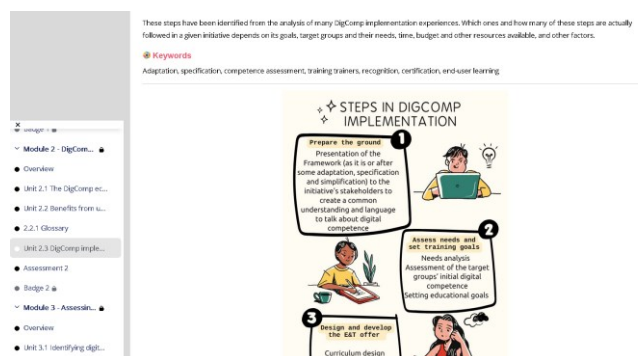 These steps have been identified from the analysis of many DigComp implementation experiences. Which ones and how many of these steps are actually
followed in a given initiative depends on its goals, target groups and their needs, time, budget and other resources available, and other factors.
Keywords
Adaptation, specification, competence assessment, training trainers, recognition, certification, end-user learning
×
Badge 1
Module 2 - DigCom...
Overview
Unit 2.1 The DigComp ec...
Unit 2.2 Benefits from u...
2.2.1 Glossary
Unit 2.3 DigComp imple...
Assessment 2
Badge 2
Module 3 - Assessin...
Overview
Unit 3.1 Identifying digit...
STEPS IN DIGCOMP
IMPLEMENTATION
1
Prepare the ground
Presentation of the
Framework (as it is or after
some adaptation, specification
and simplification) to the
initiative's stakeholders to
create a common
understanding and language
to talk about digital
competence
2
Assess needs and
set training goals
Needs analysis
Assessment of the target
groups' initial digital
competence
Setting educational goals
3
Design and develop
the E&T offer
Curriculum design